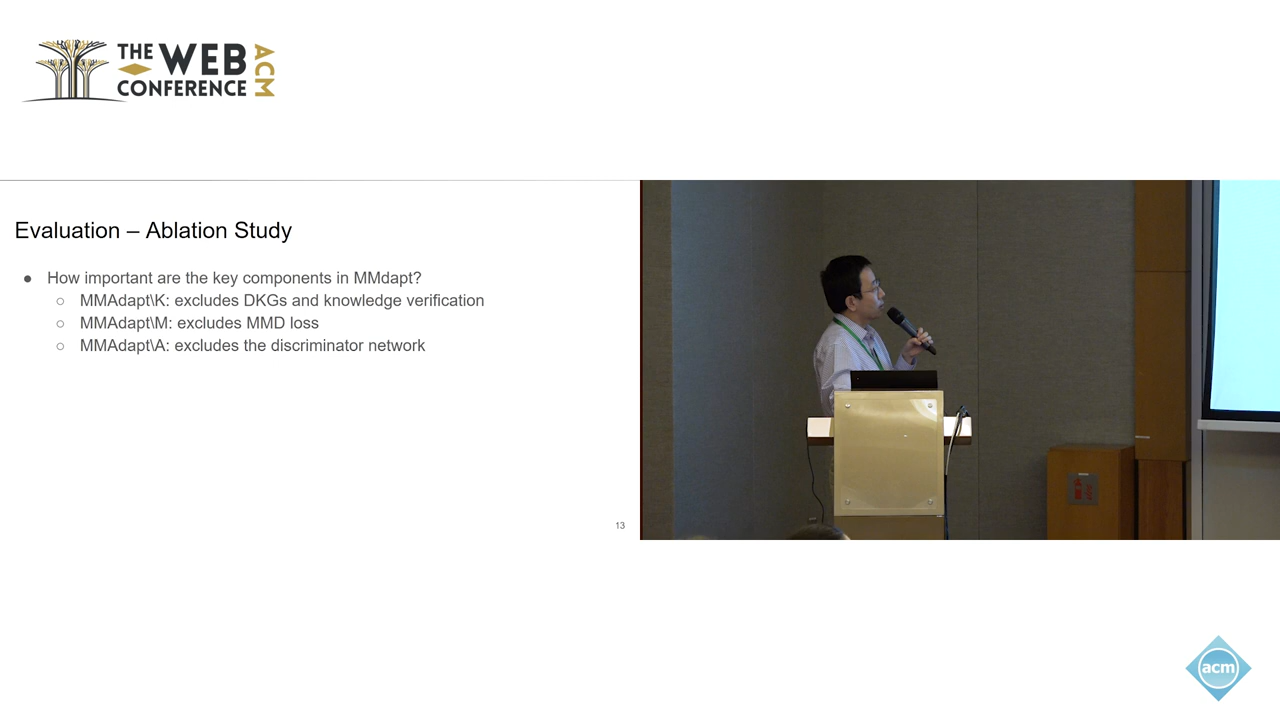 THE WEB
CONFERENCE
ACM
Evaluation – Ablation Study
● How important are the key components in MMdapt?
○ MMAdapt\K: excludes DKGs and knowledge verification
○ MMAdapt\M: excludes MMD loss
○ MMAdapt\A: excludes the discriminator network
13
acm